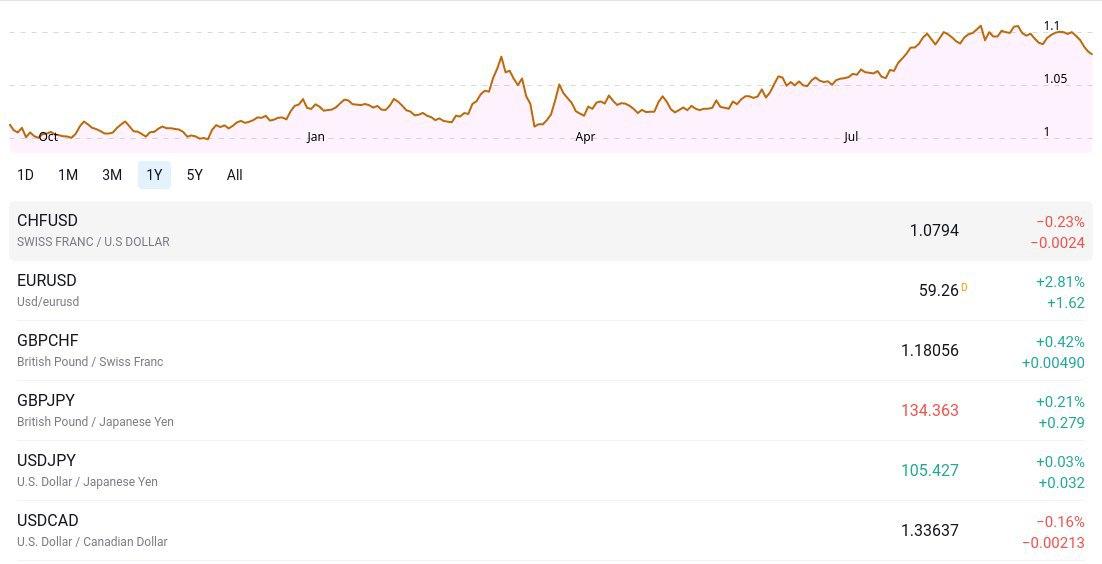 1.1
1.05
1
Oct Jan Apr Jul
1D 1M 3M 1Y 5Y All
CHFUSD
SWISS FRANC / U.S DOLLAR
1.0794
−0.23%
−0.0024
EURUSD
Usd/eurusd
59.26 D
+2.81%
+1.62
GBPCHF
British Pound / Swiss Franc
1.18056
+0.42%
+0.00490
GBPJPY
British Pound / Japanese Yen
134.363
+0.21%
+0.279
USDJPY
U.S. Dollar / Japanese Yen
105.427
+0.03%
+0.032
USDCAD
U.S. Dollar / Canadian Dollar
1.33637
−0.16%
−0.00213